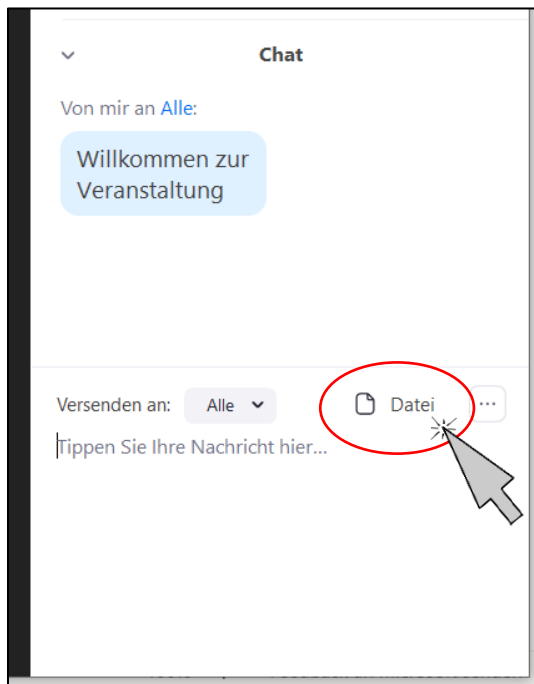 Chat
Von mir an Alle:
Willkommen zur
Veranstaltung
Versenden an: Alle Datei ...
Tippen Sie Ihre Nachricht hier...